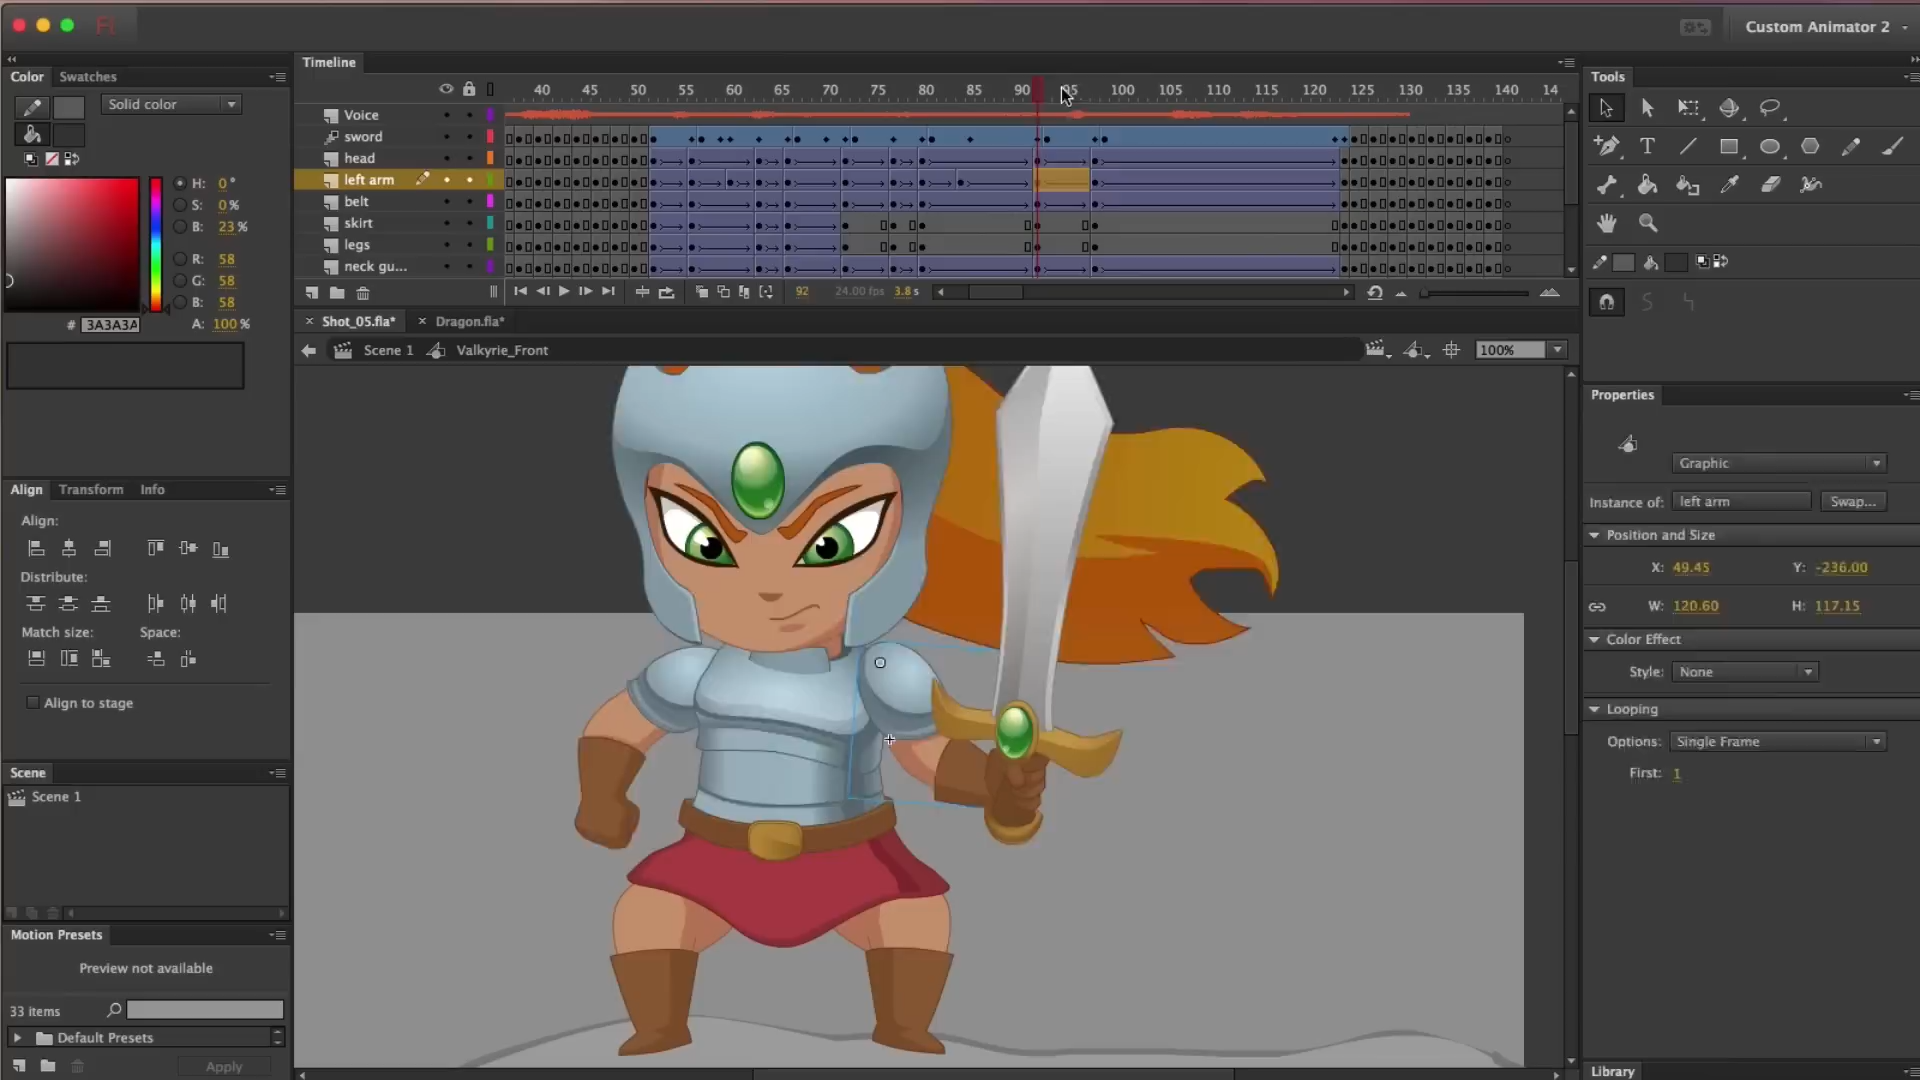 Fl
Custom Animator 2
Color Swatches
Solid color
H: 0 °
S: 0 %
B: 23 %
R: 58
G: 58
B: 58
# 3A3A3A
A: 100 %
Align Transform Info
Align:
Distribute:
Match size: Space:
Align to stage
Scene
Scene 1
Motion Presets
Preview not available
33 items
Default Presets
Apply
Timeline
40 45 50 55 60 65 70 75 80 85 90 95 100 105 110 115 120 125 130 135 14
Voice
sword
head
left arm
belt
skirt
legs
neck gu...
92 24.00 fps 3.8 s
Shot_05.fla* Dragon.fla*
Scene 1 Valkyrie_Front
100%
Tools
Properties
Graphic
Instance of: left arm Swap...
Position and Size
X: 49.45 Y: -236.00
W: 120.60 H: 117.15
Color Effect
Style: None
Looping
Options: Single Frame
First: 1
Library